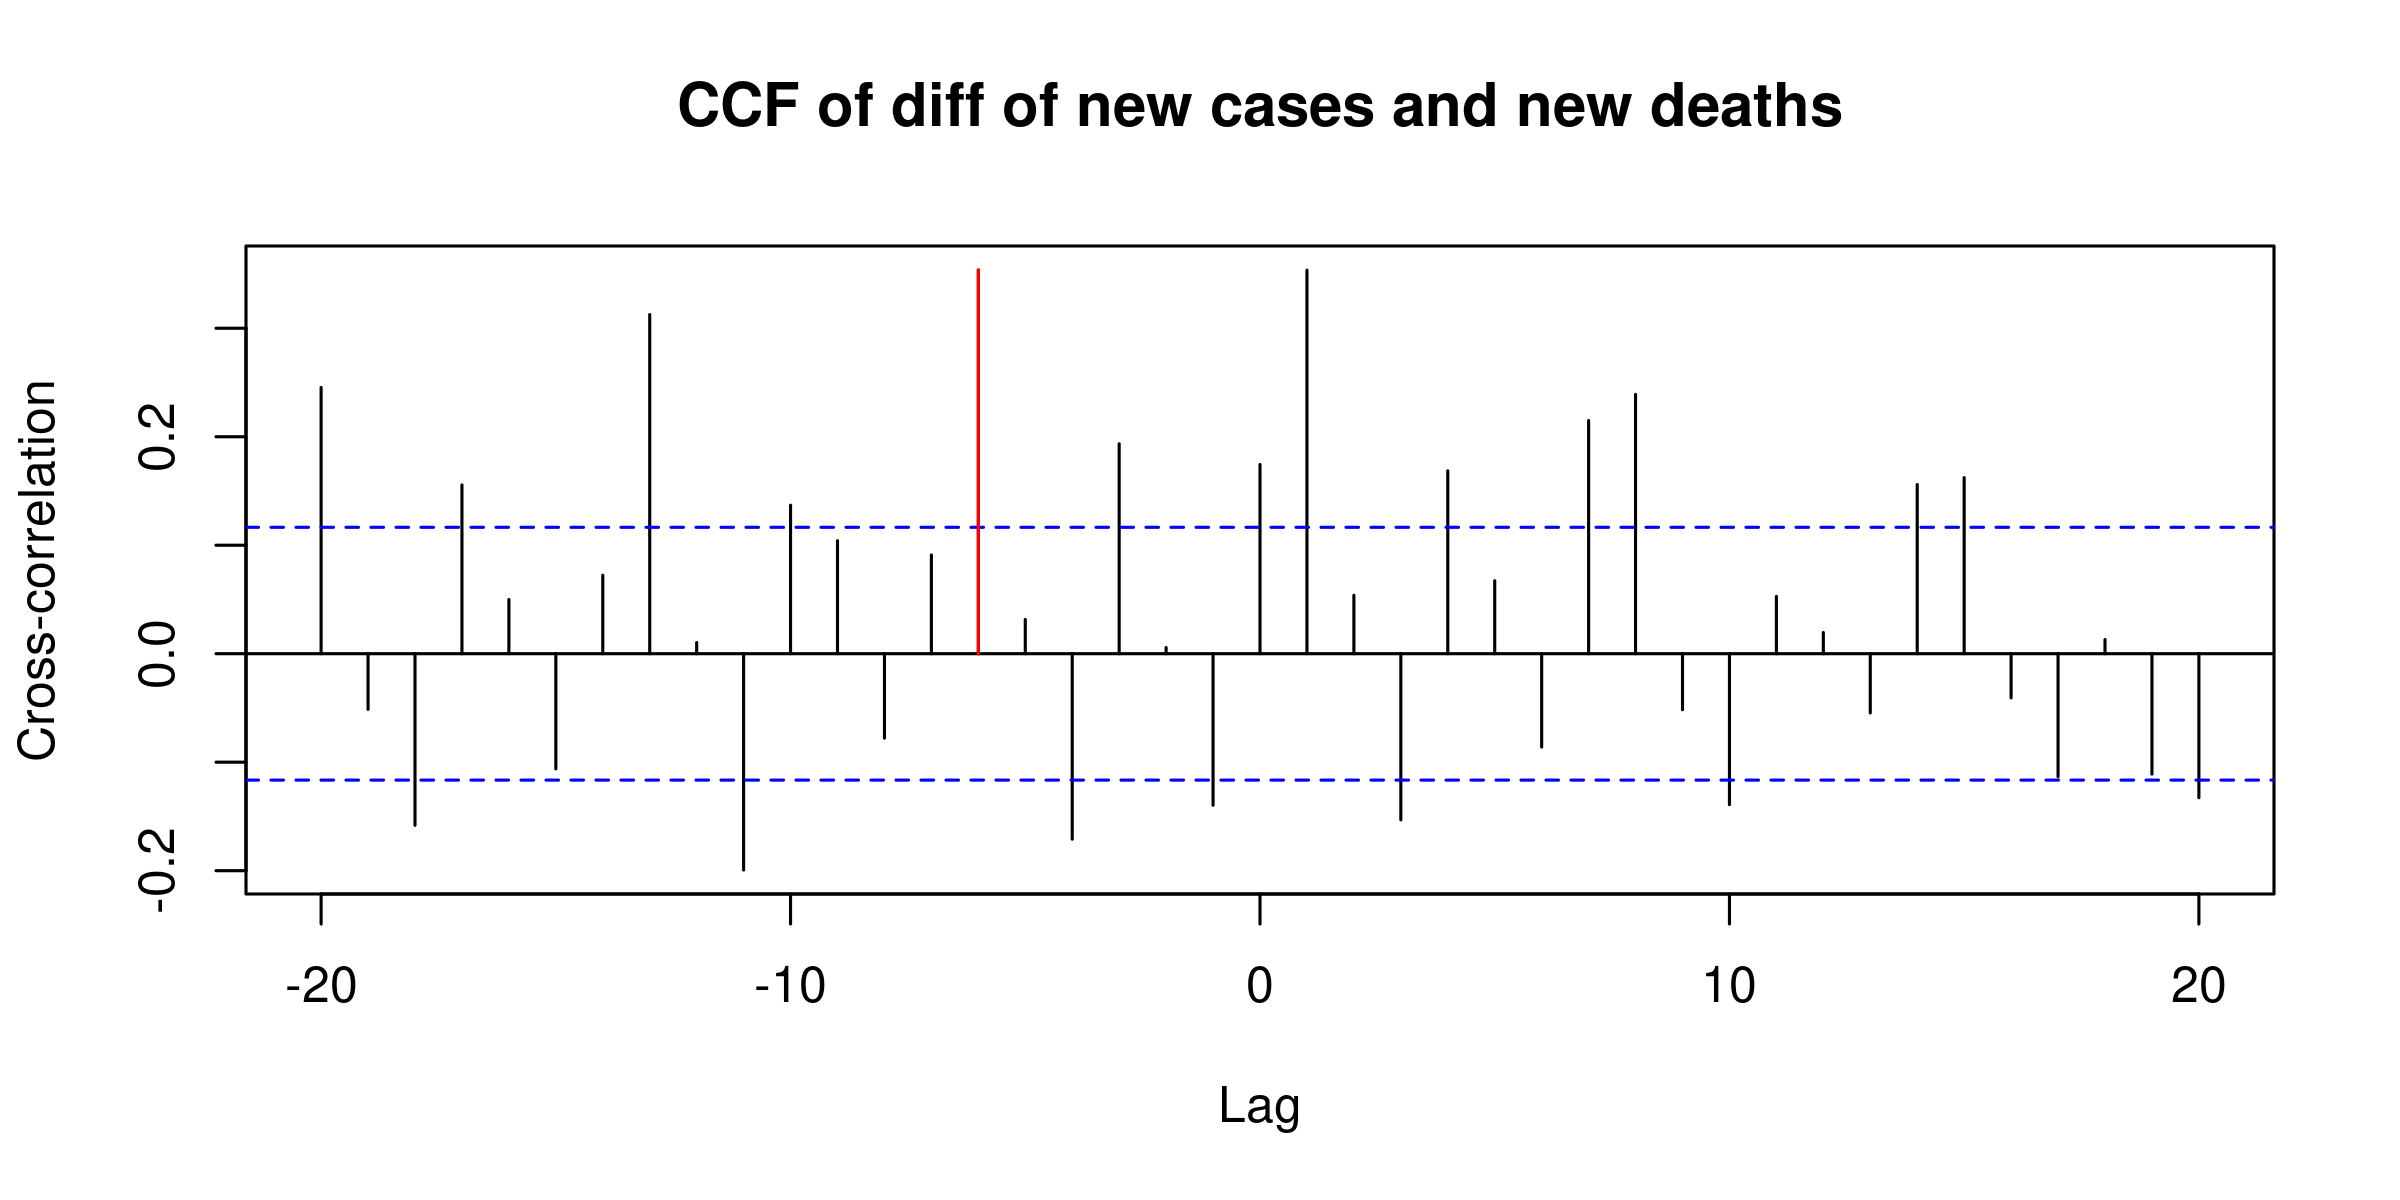 CCF of diff of new cases and new deaths
Cross-correlation
0.2
0.0
-0.2
-20 -10 0 10 20
Lag